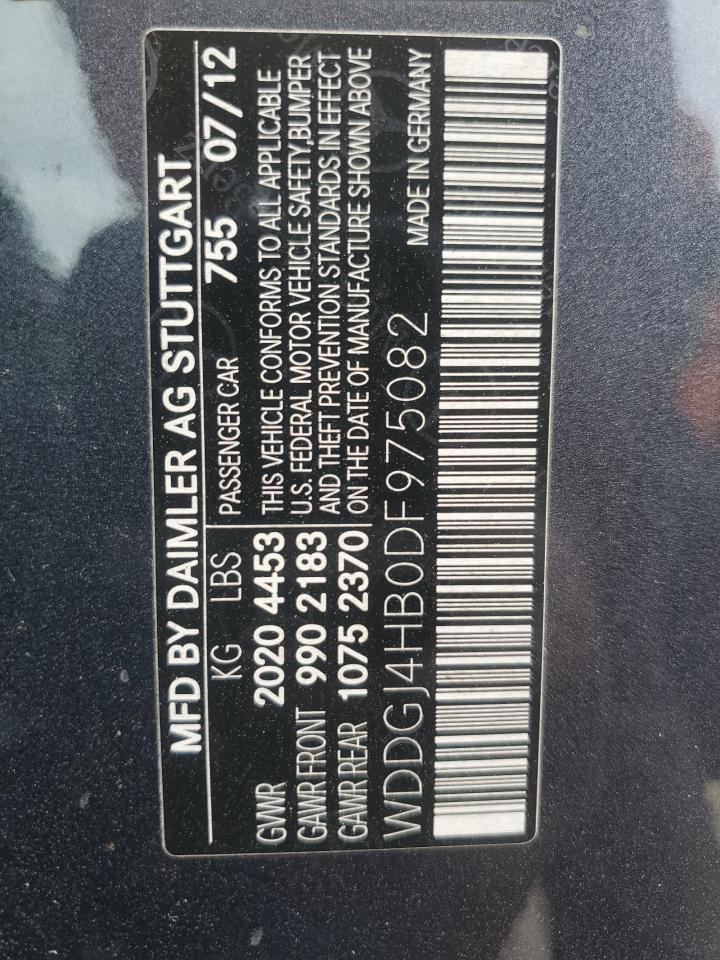 MFD BY DAIMLER AG STUTTGART
KG LBS PASSENGER CAR 755 07/12
GVWR 2020 4453
GAWR FRONT 990 2183
GAWR REAR 1075 2370
THIS VEHICLE CONFORMS TO ALL APPLICABLE
U.S. FEDERAL MOTOR VEHICLE SAFETY,BUMPER
AND THEFT PREVENTION STANDARDS IN EFFECT
ON THE DATE OF MANUFACTURE SHOWN ABOVE
WDDGJ4HB0DF975082 MADE IN GERMANY